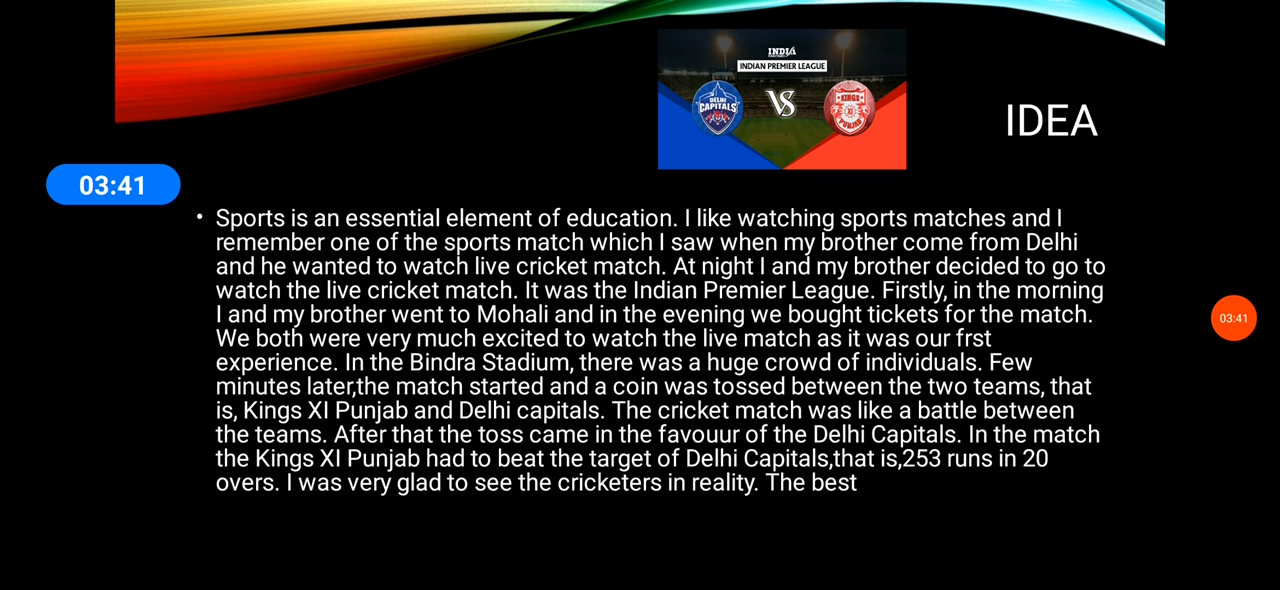 INDIA
INDIAN PREMIER LEAGUE
DELHI
CAPITALS
VS
KINGS
XI
PUNJAB
IDEA
03:41
• Sports is an essential element of education. I like watching sports matches and I
remember one of the sports match which I saw when my brother come from Delhi
and he wanted to watch live cricket match. At night I and my brother decided to go to
watch the live cricket match. It was the Indian Premier League. Firstly, in the morning
I and my brother went to Mohali and in the evening we bought tickets for the match.
We both were very much excited to watch the live match as it was our frst
experience. In the Bindra Stadium, there was a huge crowd of individuals. Few
minutes later,the match started and a coin was tossed between the two teams, that
is, Kings XI Punjab and Delhi capitals. The cricket match was like a battle between
the teams. After that the toss came in the favouur of the Delhi Capitals. In the match
the Kings XI Punjab had to beat the target of Delhi Capitals,that is,253 runs in 20
overs. I was very glad to see the cricketers in reality. The best
03:41